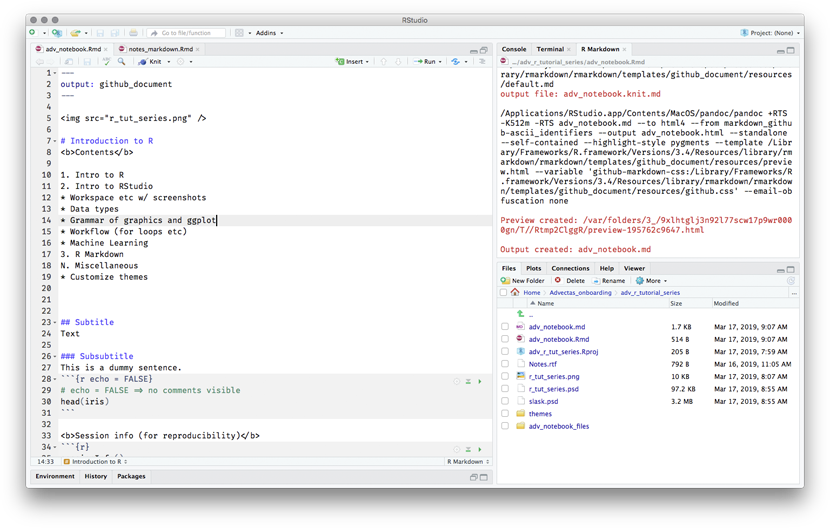 RStudio
Go to file/function
Addins
Project: (None)
adv_notebook.Rmd
notes_markdown.Rmd
Knit
Insert
Run
1 ---
2 output: github_document
3 ---
4
5 <img src="r_tut_series.png" />
6
7 # Introduction to R
8 <b>Contents</b>
9
10 1. Intro to R
11 2. Intro to RStudio
12 * Workspace etc w/ screenshots
13 * Data types
14 * Grammar of graphics and ggplot
15 * Workflow (for loops etc)
16 * Machine Learning
17 3. R Markdown
18 N. Miscellaneous
19 * Customize themes
20
21
22
23 ## Subtitle
24 Text
25
26 ### Subsubtitle
27 This is a dummy sentence.
28 ```{r echo = FALSE}
29 # echo = FALSE => no comments visible
30 head(iris)
31 ```
32
33 <b>Session info (for reproducibility)</b>
34 ```{r}
14:33
Introduction to R
R Markdown
Environment
History
Packages
Console
Terminal
R Markdown
.../adv_r_tutorial_series/adv_notebook.Rmd
rary/rmarkdown/rmarkdown/templates/github_document/resources
/default.md
output file: adv_notebook.knit.md
/Applications/RStudio.app/Contents/MacOS/pandoc/pandoc +RTS
-K512m -RTS adv_notebook.md --to html4 --from markdown_gith
ub-ascii_identifiers --output adv_notebook.html --standalone
--self-contained --highlight-style pygments --template /Libr
ary/Frameworks/R.framework/Versions/3.4/Resources/library/rm
arkdown/rmarkdown/templates/github_document/resources/previe
w.html --variable 'github-markdown-css:/Library/Frameworks/R
.framework/Versions/3.4/Resources/library/rmarkdown/rmarkdow
n/templates/github_document/resources/github.css' --email-ob
fuscation none
Preview created: /var/folders/3_/9xlhtglj3n92l77scw17p9wr000
0gn/T//Rtmp2ClggR/preview-195762c9647.html
Output created: adv_notebook.md
Files
Plots
Connections
Help
Viewer
New Folder
Delete
Rename
More
Home
Advectas_onboarding
adv_r_tutorial_series
...
Name
Size
Modified
..
adv_notebook.md 1.7 KB Mar 17, 2019, 9:07 AM
adv_notebook.Rmd 514 B Mar 17, 2019, 9:07 AM
adv_r_tut_series.Rproj 205 B Mar 17, 2019, 7:59 AM
Notes.rtf 692 B Mar 16, 2019, 11:05 AM
r_tut_series.png 10 KB Mar 17, 2019, 8:07 AM
r_tut_series.psd 97.2 KB Mar 17, 2019, 8:55 AM
slask.psd 3.2 MB Mar 17, 2019, 8:55 AM
themes
adv_notebook_files